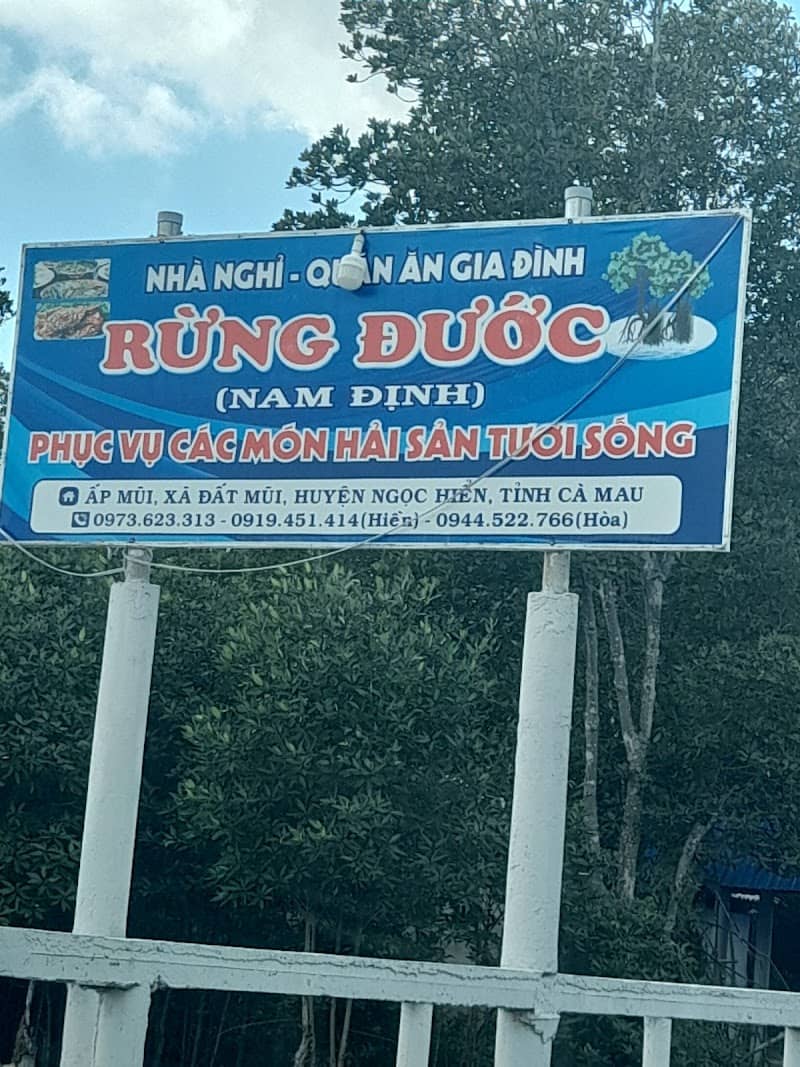 NHÀ NGHỈ - QUÁN ĂN GIA ĐÌNH
RỪNG ĐƯỚC
(NAM ĐỊNH)
PHỤC VỤ CÁC MÓN HẢI SẢN TƯƠI SỐNG
ẤP MŨI, XÃ ĐẤT MŨI, HUYỆN NGỌC HIỂN, TỈNH CÀ MAU
0973.623.313 - 0919.451.414(Hiền) - 0944.522.766(Hòa)